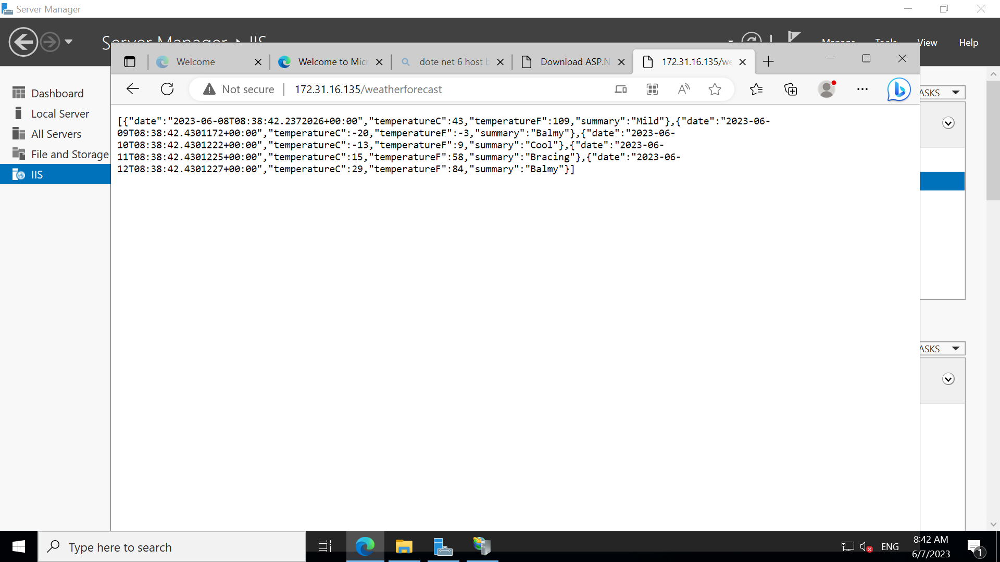 Server Manager
Server Manager ‣ IIS
Manage Tools View Help
Welcome
Welcome to Micr
dote net 6 host b
Download ASP.N
172.31.16.135/we
Not secure
172.31.16.135/weatherforecast
Dashboard
Local Server
All Servers
File and Storage
IIS
[{"date":"2023-06-08T08:38:42.2372026+00:00","temperatureC":43,"temperatureF":109,"summary":"Mild"},{"date":"2023-06-
09T08:38:42.4301172+00:00","temperatureC":-20,"temperatureF":-3,"summary":"Balmy"},{"date":"2023-06-
10T08:38:42.4301222+00:00","temperatureC":-13,"temperatureF":9,"summary":"Cool"},{"date":"2023-06-
11T08:38:42.4301225+00:00","temperatureC":15,"temperatureF":58,"summary":"Bracing"},{"date":"2023-06-
12T08:38:42.4301227+00:00","temperatureC":29,"temperatureF":84,"summary":"Balmy"}]
ASKS
ASKS
Type here to search
ENG
8:42 AM
6/7/2023
1